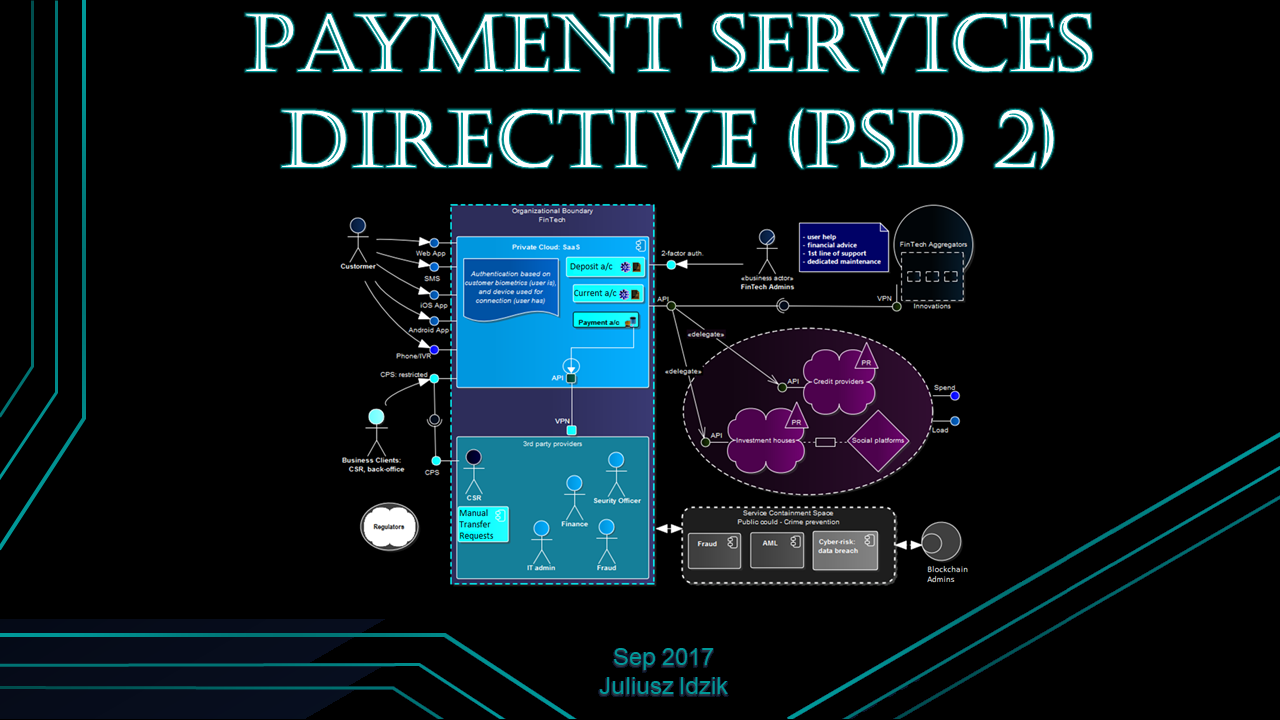 PAYMENT SERVICES
DIRECTIVE (PSD 2)
Organizational Boundary
FinTech
Customer
Web App
SMS
iOS App
Android App
Phone/IVR
CPS: restricted
Business Clients:
CSR, back-office
CPS
Regulators
Private Cloud: SaaS
Authentication based on
customer biometrics (user is),
and device used for
connection (user has)
Deposit a/c
Current a/c
Payment a/c
API
VPN
3rd party providers
CSR
Manual
Transfer
Requests
Finance
Seurity Officer
IT admin
Fraud
2-factor auth.
«business actor»
FinTech Admins
- user help
- financial advice
- 1st line of support
- dedicated maintenance
FinTech Aggregators
Innovations
API
VPN
«delegate»
«delegate»
API
Credit providers
PR
API
Investment houses
PR
Social platforms
Spend
Load
Service Containment Space
Public could - Crime prevention
Fraud
AML
Cyber-risk:
data breach
Blockchain
Admins
Sep 2017
Juliusz Idzik